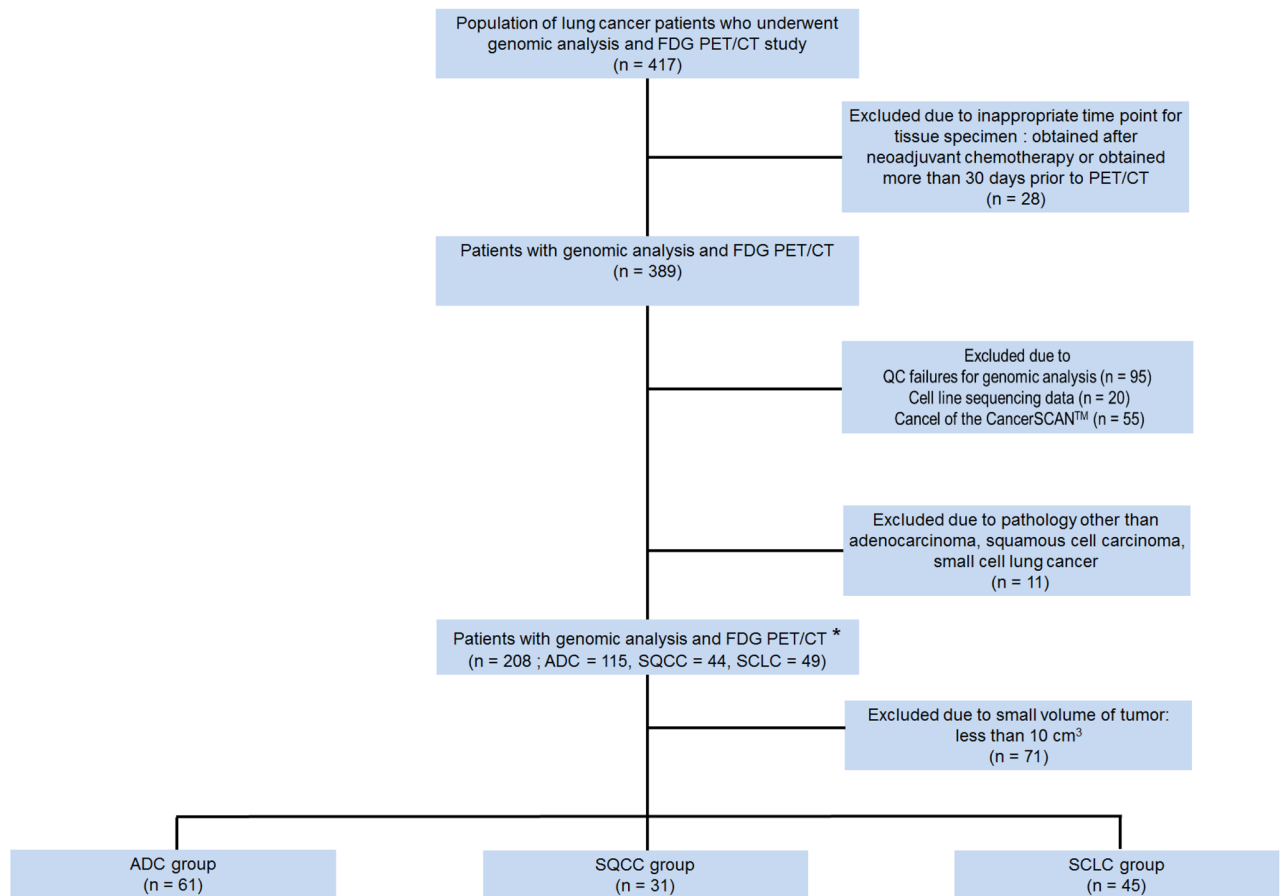 Population of lung cancer patients who underwent
genomic analysis and FDG PET/CT study
(n = 417)
Excluded due to inappropriate time point for
tissue specimen : obtained after
neoadjuvant chemotherapy or obtained
more than 30 days prior to PET/CT
(n = 28)
Patients with genomic analysis and FDG PET/CT
(n = 389)
Excluded due to
QC failures for genomic analysis (n = 95)
Cell line sequencing data (n = 20)
Cancel of the CancerSCAN™ (n = 55)
Excluded due to pathology other than
adenocarcinoma, squamous cell carcinoma,
small cell lung cancer
(n = 11)
Patients with genomic analysis and FDG PET/CT *
(n = 208 ; ADC = 115, SQCC = 44, SCLC = 49)
Excluded due to small volume of tumor:
less than 10 cm³
(n = 71)
ADC group
(n = 61)
SQCC group
(n = 31)
SCLC group
(n = 45)